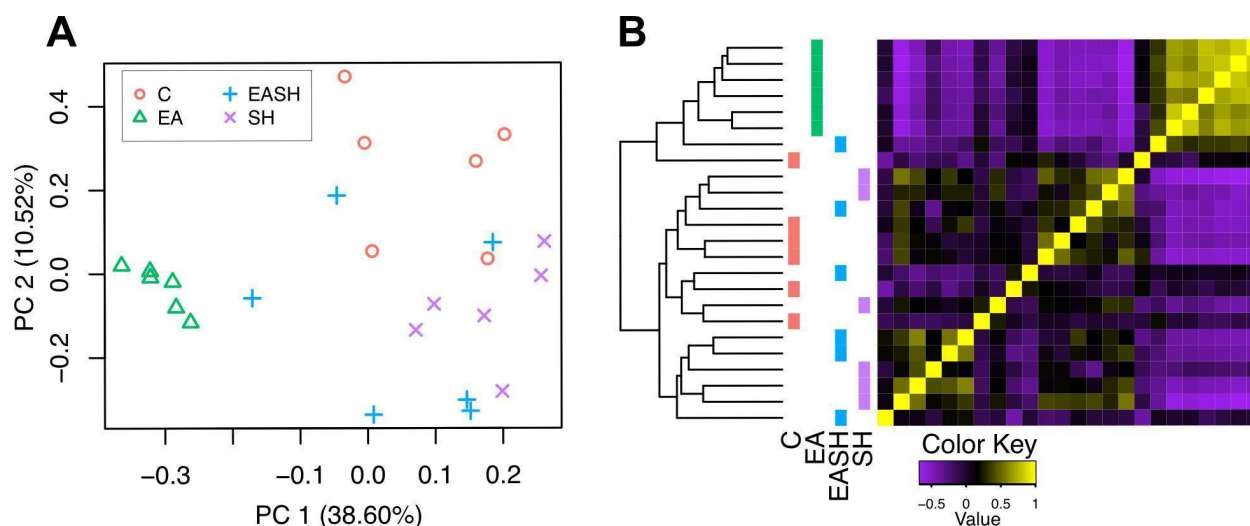 A
C
EA
EASH
SH
PC 2 (10.52%)
0.4
0.2
0.0
−0.2
−0.3
−0.1
0.0
0.1
0.2
PC 1 (38.60%)
B
C
EA
EASH
SH
Color Key
−0.5 0 0.5 1
Value